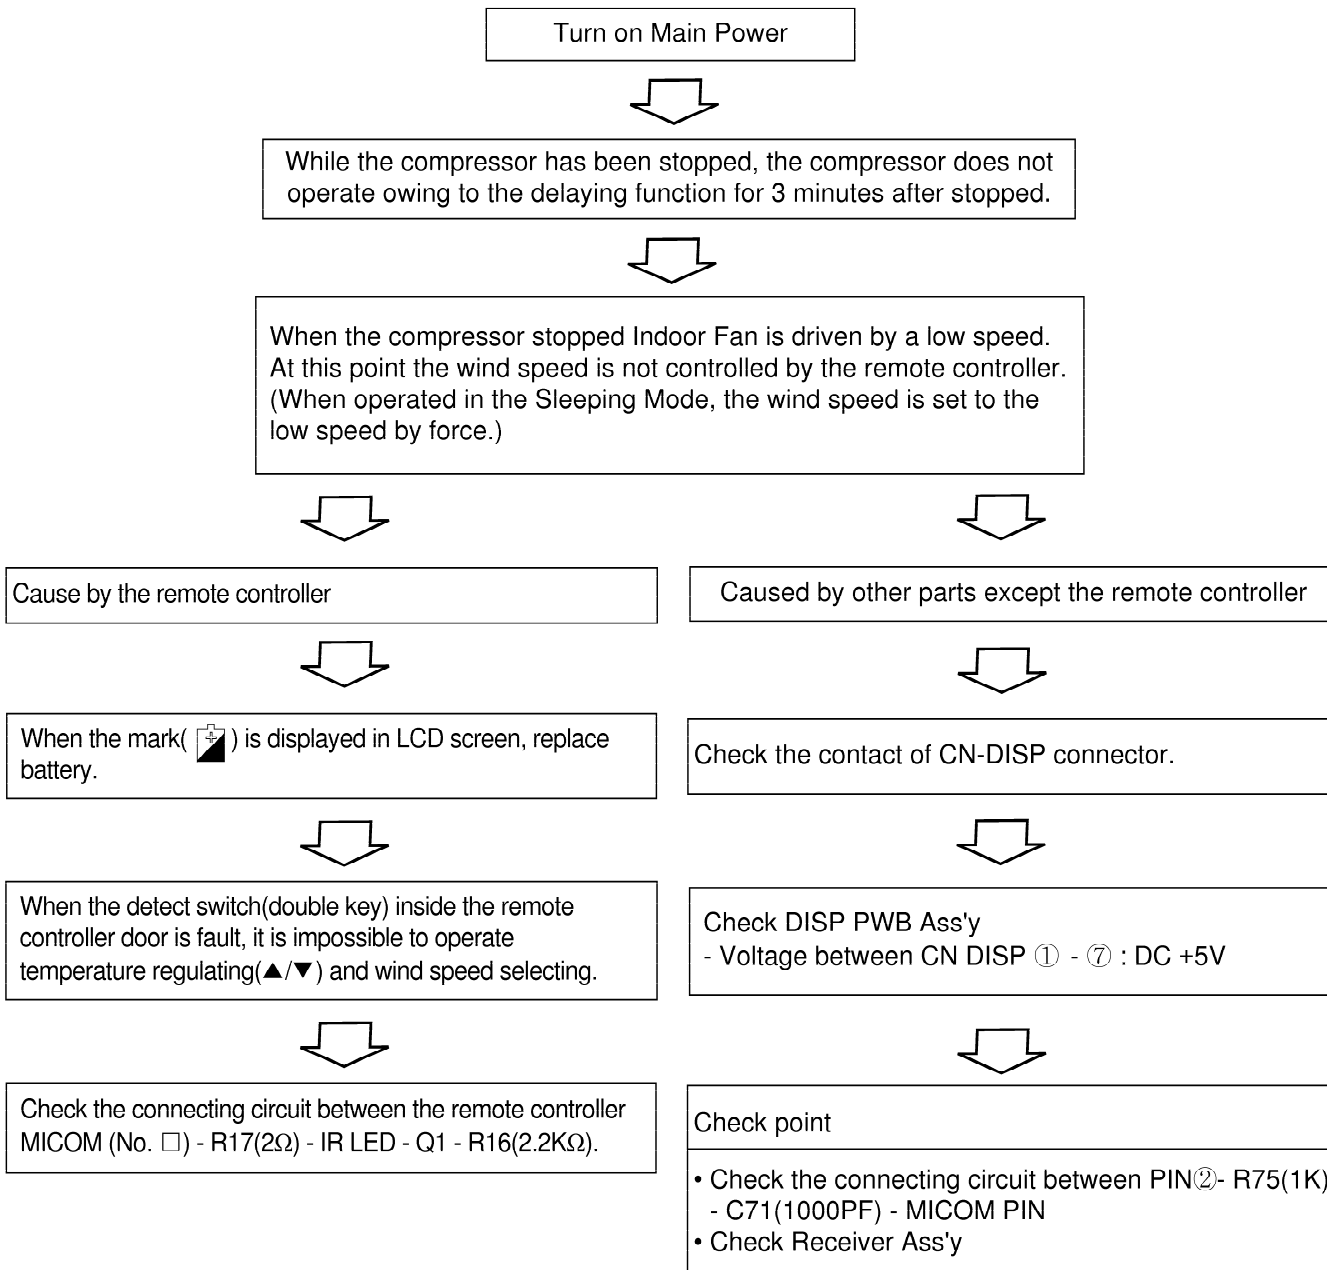 Turn on Main Power
While the compressor has been stopped, the compressor does not
operate owing to the delaying function for 3 minutes after stopped.
When the compressor stopped Indoor Fan is driven by a low speed.
At this point the wind speed is not controlled by the remote controller.
(When operated in the Sleeping Mode, the wind speed is set to the
low speed by force.)
Cause by the remote controller
When the mark( ) is displayed in LCD screen, replace
battery.
When the detect switch(double key) inside the remote
controller door is fault, it is impossible to operate
temperature regulating(▲/▼) and wind speed selecting.
Check the connecting circuit between the remote controller
MICOM (No. □) - R17(2Ω) - IR LED - Q1 - R16(2.2KΩ).
Caused by other parts except the remote controller
Check the contact of CN-DISP connector.
Check DISP PWB Ass'y
- Voltage between CN DISP ① - ⑦ : DC +5V
Check point
• Check the connecting circuit between PIN②- R75(1K)
- C71(1000PF) - MICOM PIN
• Check Receiver Ass'y